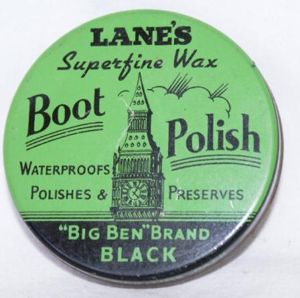 LANE'S
Superfine Wax
Boot
Polish
WATERPROOFS
POLISHES & PRESERVES
"BIG BEN" BRAND
BLACK